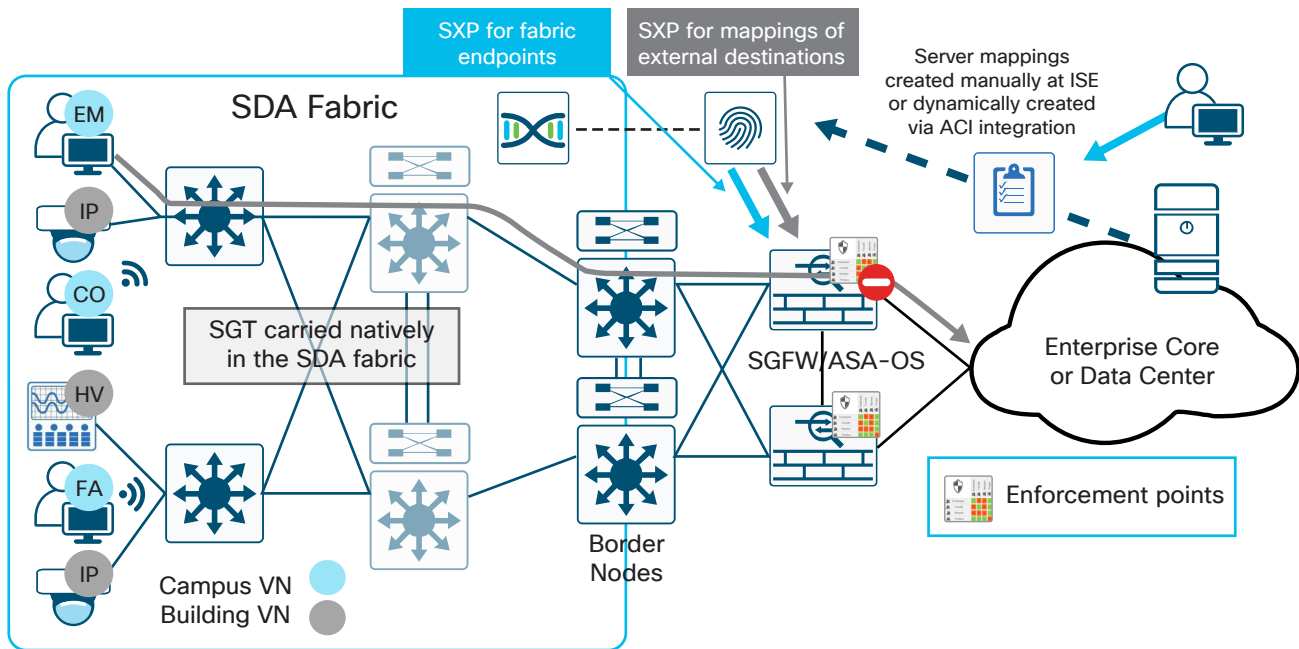 SXP for fabric
endpoints
SXP for mappings of
external destinations
Server mappings
created manually at ISE
or dynamically created
via ACI integration
SDA Fabric
EM
IP
CO
SGT carried natively
in the SDA fabric
HV
FA
IP
Campus VN
Building VN
Border
Nodes
SGFW/ASA-OS
Enterprise Core
or Data Center
Enforcement points